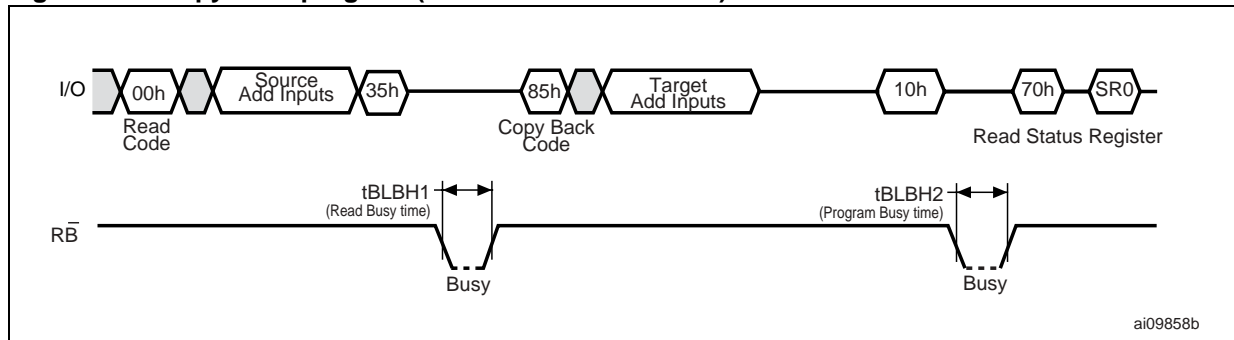 I/O
00h
Source
Add Inputs
35h
85h
Target
Add Inputs
10h
70h
SR0
Read
Code
Copy Back
Code
Read Status Register
tBLBH1
(Read Busy time)
tBLBH2
(Program Busy time)
RB̅
Busy
Busy
ai09858b